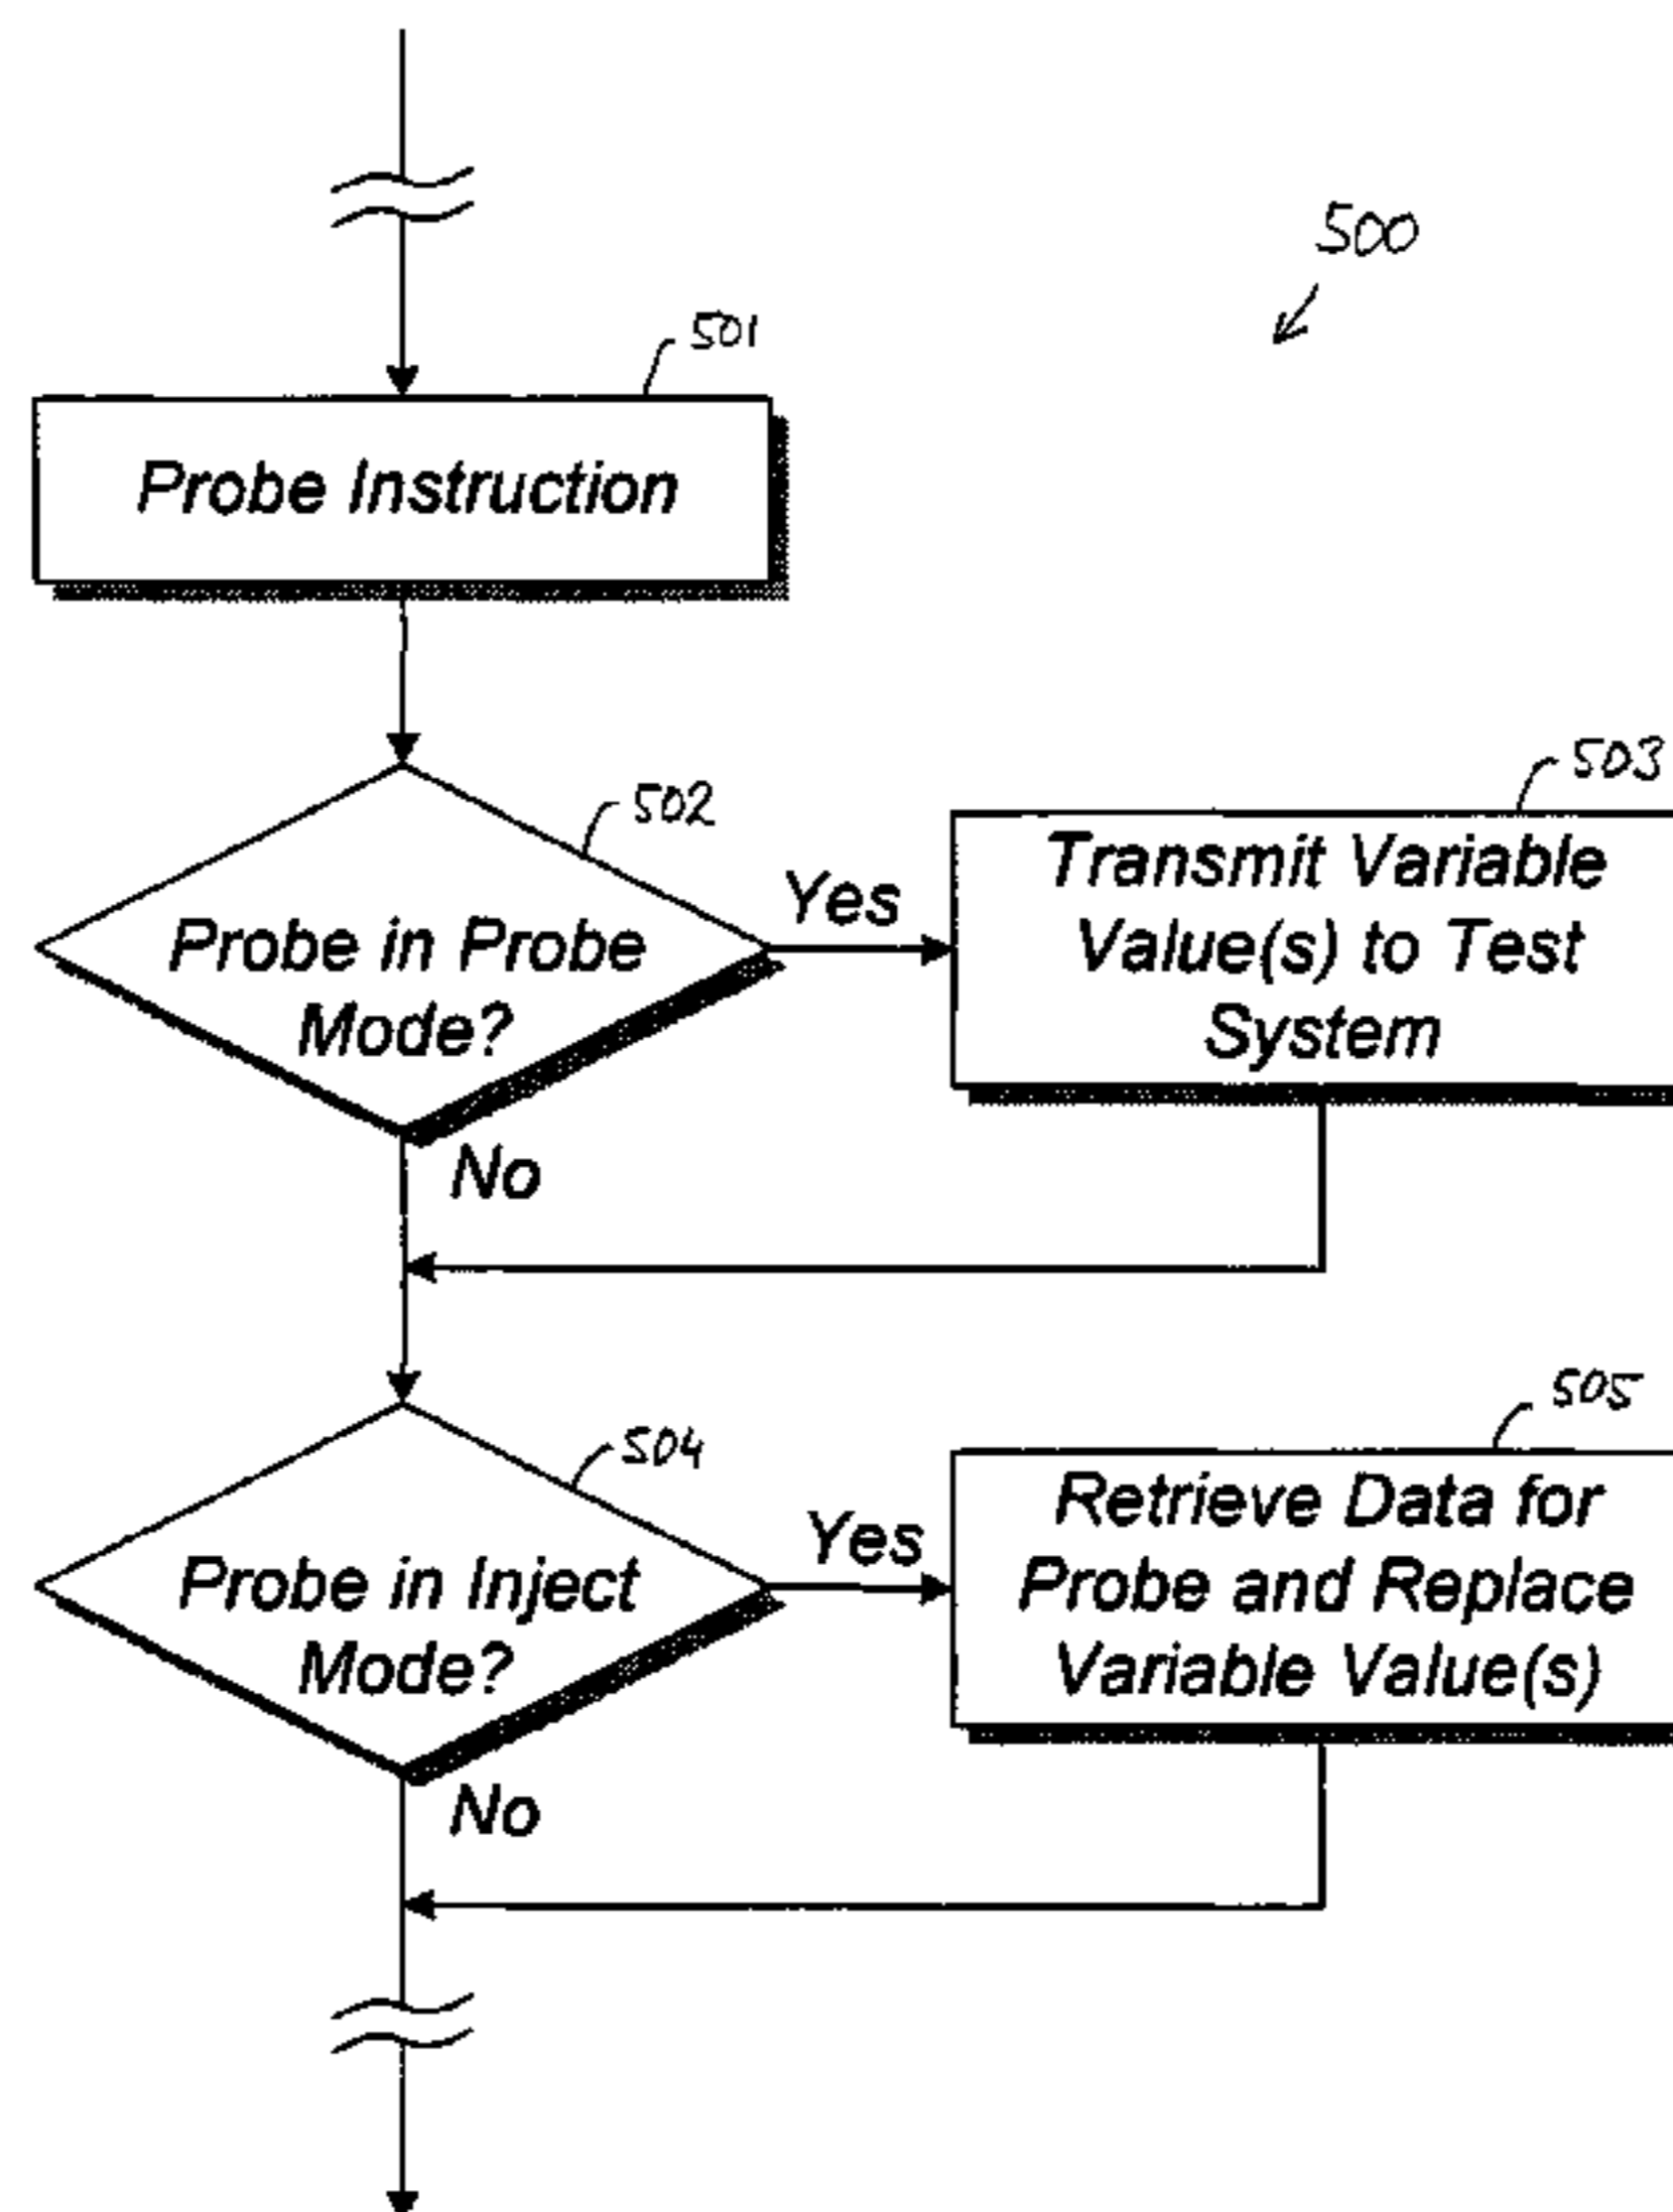 500
501
Probe Instruction
502
Probe in Probe
Mode?
Yes
No
503
Transmit Variable
Value(s) to Test
System
504
Probe in Inject
Mode?
Yes
No
505
Retrieve Data for
Probe and Replace
Variable Value(s)